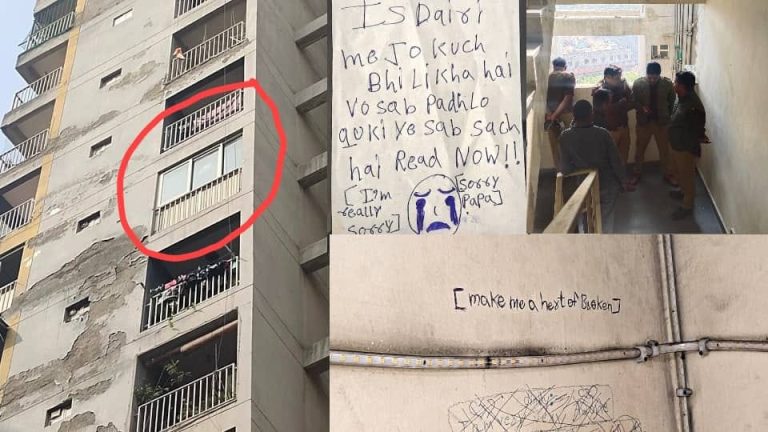 Is Dairi
me Jo kuch
Bhi Likha hai
vo sab Padhlo
quki ye sab sach
hai Read NOW!!
[I'm
really
sorry]
[sorry
PaPa]
[make me a hert of Broken]